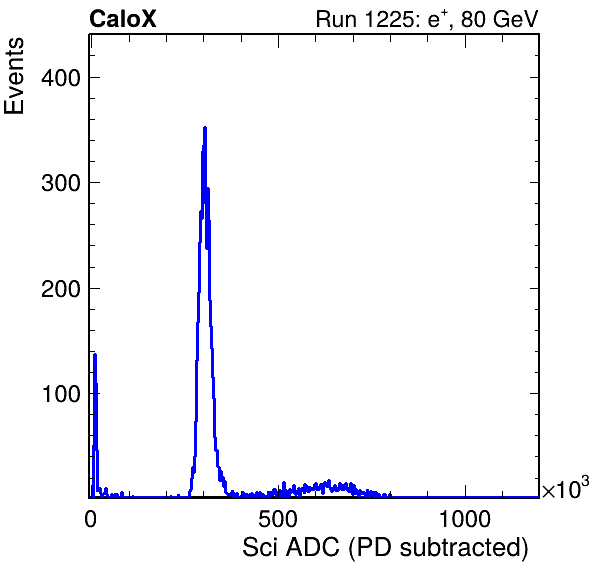 CaloX Run 1225: e⁺, 80 GeV
Events
400
300
200
100
0 500 1000 ×10³
Sci ADC (PD subtracted)